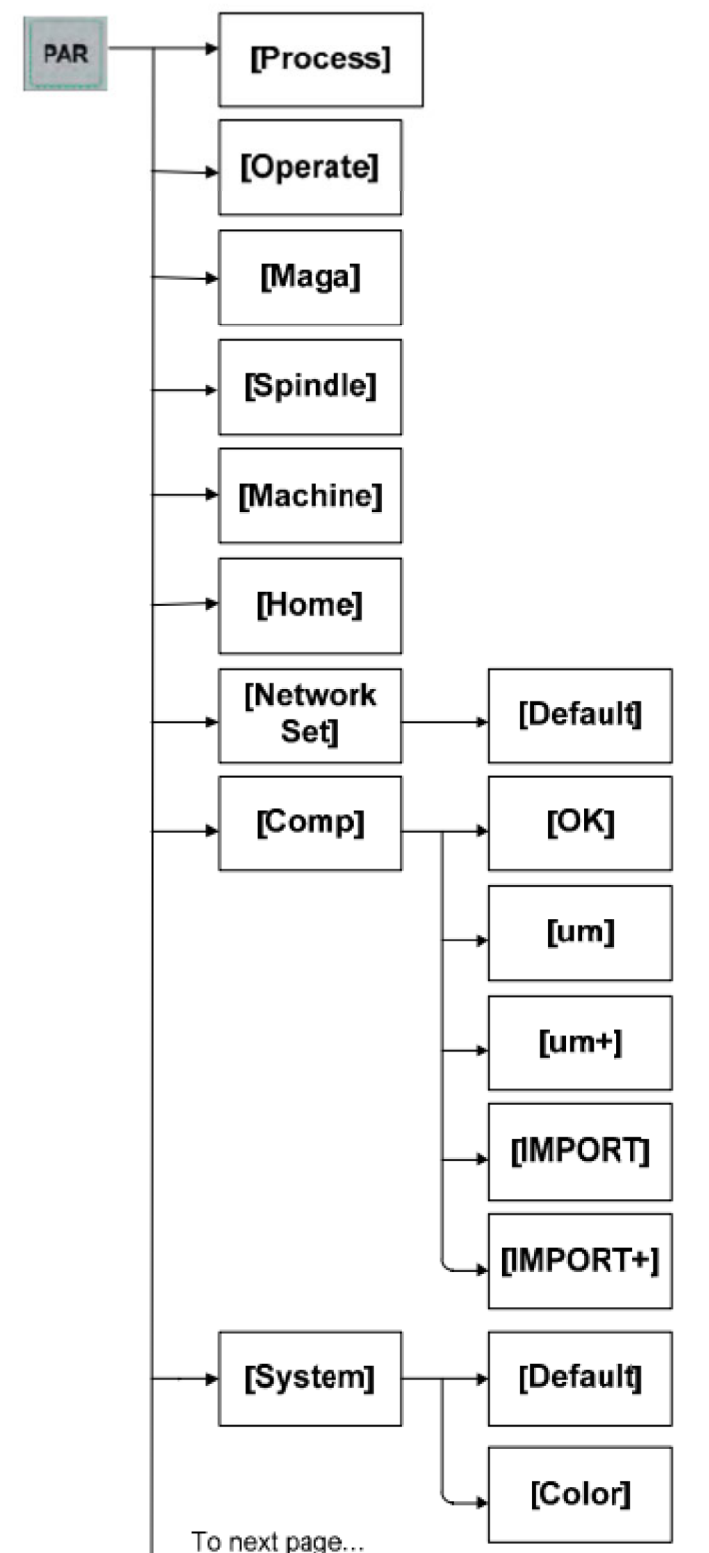 PAR
[Process]
[Operate]
[Maga]
[Spindle]
[Machine]
[Home]
[Network
Set]
[Default]
[Comp]
[OK]
[um]
[um+]
[IMPORT]
[IMPORT+]
[System]
[Default]
[Color]
To next page...